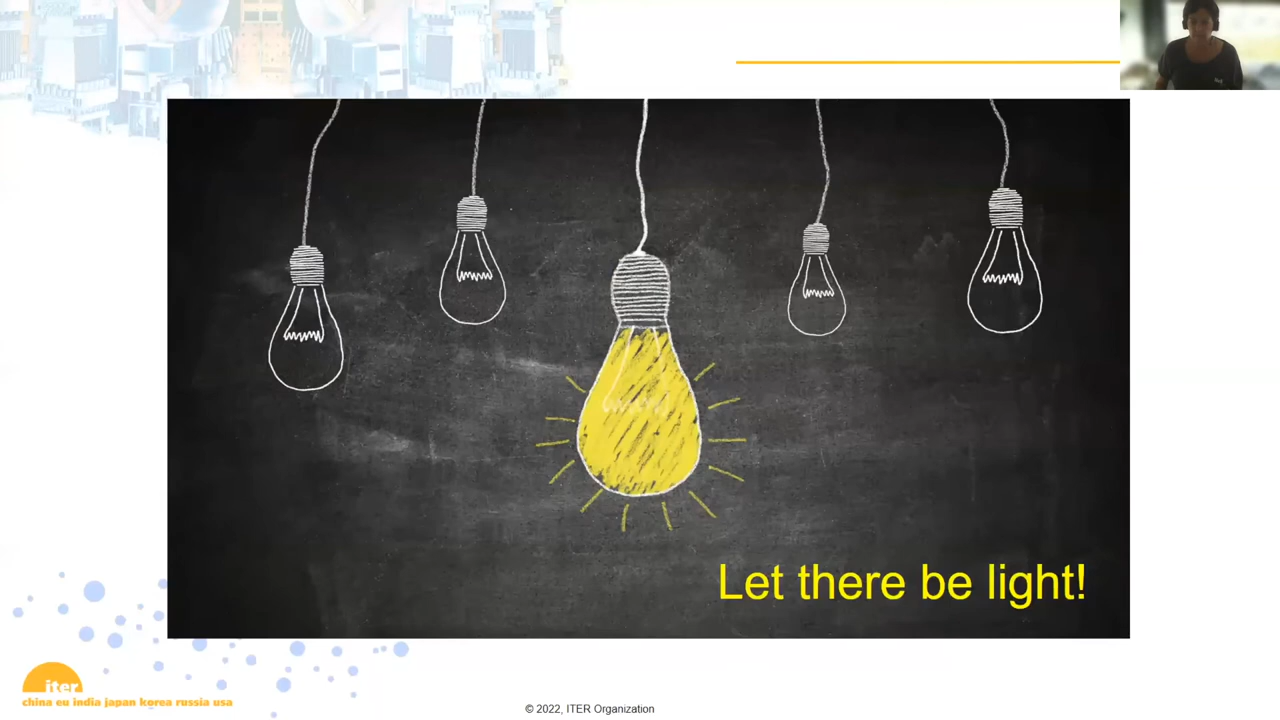 Let there be light!
iter
china eu india japan korea russia usa
© 2022, ITER Organization